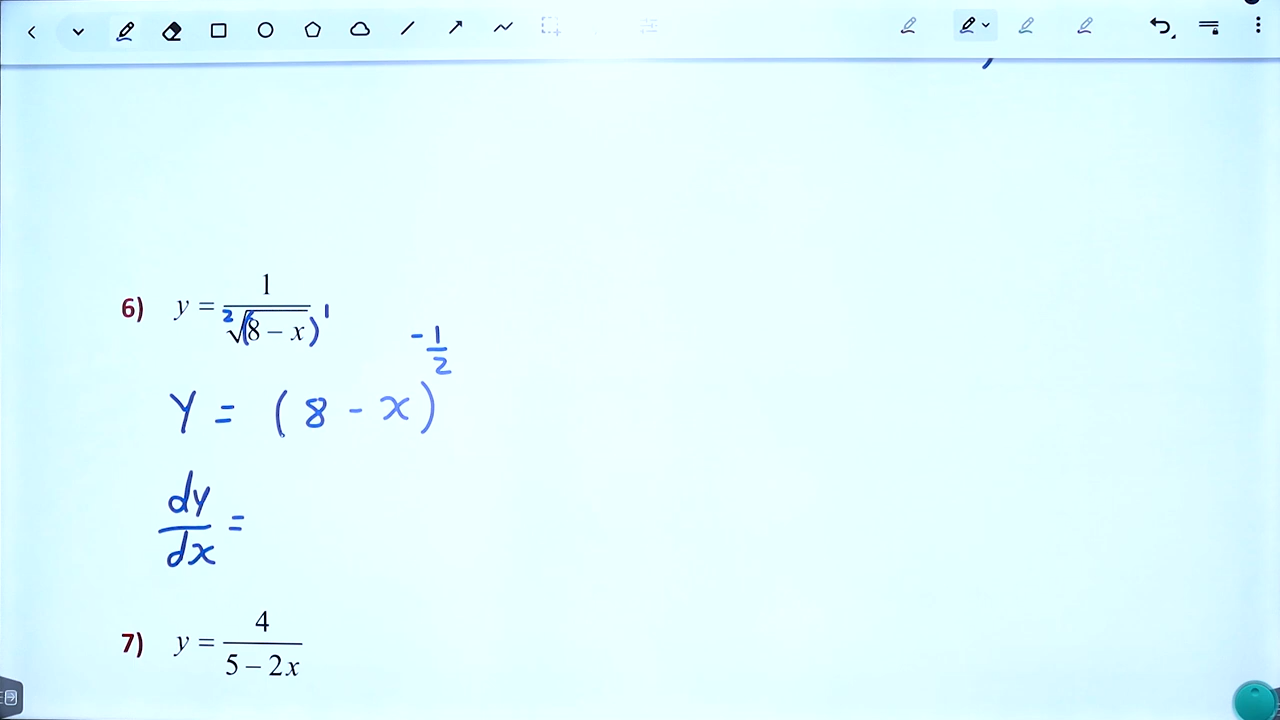 6) y = 1/√(8 − x)
2 ( ) 1
Y = (8 - x)^(-1/2)
dy/dx =
7) y = 4/(5 − 2x)